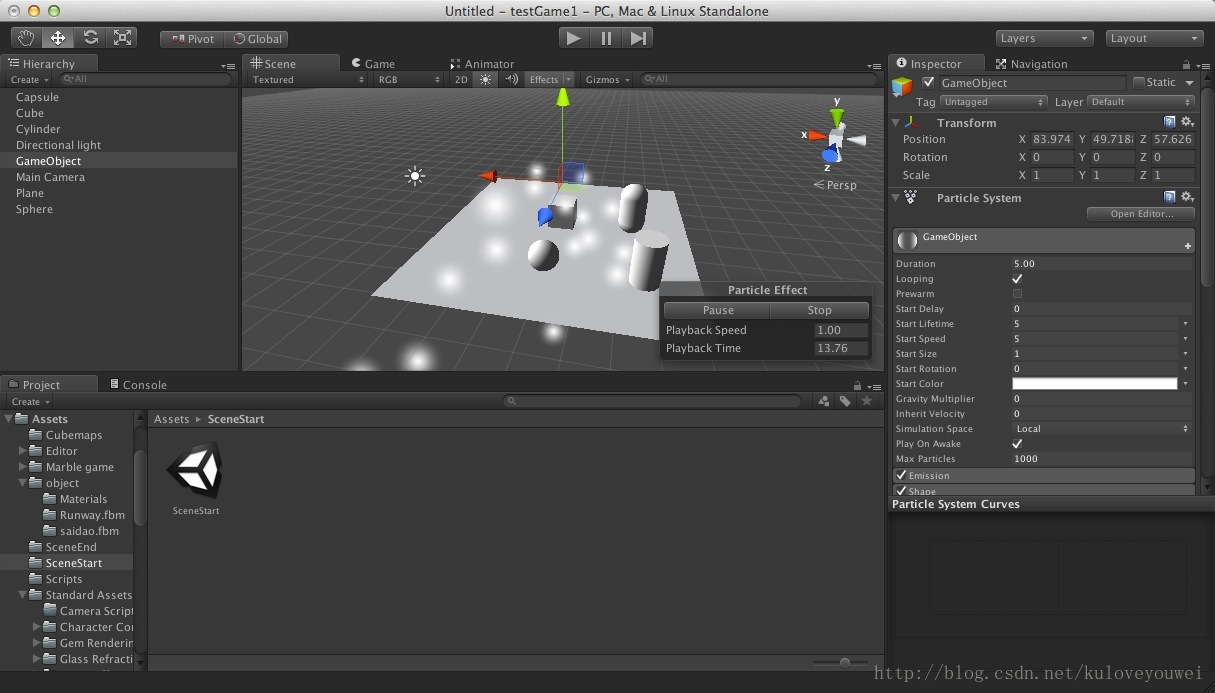 Untitled - testGame1 - PC, Mac & Linux Standalone
Pivot Global Layers Layout
Hierarchy
Create All
Capsule
Cube
Cylinder
Directional light
GameObject
Main Camera
Plane
Sphere
Scene Game Animator
Textured RGB 2D Effects Gizmos All
y
x
z
Persp
Particle Effect
Pause Stop
Playback Speed 1.00
Playback Time 13.76
Inspector Navigation
GameObject Static
Tag Untagged Layer Default
Transform
Position X 83.974 Y 49.718 Z 57.626
Rotation X 0 Y 0 Z 0
Scale X 1 Y 1 Z 1
Particle System
Open Editor...
GameObject
Duration 5.00
Looping
Prewarm
Start Delay 0
Start Lifetime 5
Start Speed 5
Start Size 1
Start Rotation 0
Start Color
Gravity Multiplier 0
Inherit Velocity 0
Simulation Space Local
Play On Awake
Max Particles 1000
Emission
Shape
Particle System Curves
Project Console
Create
Assets
Cubemaps
Editor
Marble game
object
Materials
Runway.fbm
saidao.fbm
SceneEnd
SceneStart
Scripts
Standard Assets
Camera Script
Character Co
Gem Renderin
Glass Refracti
Assets ▸ SceneStart
SceneStart
http://blog.csdn.net/kuloveyouwei